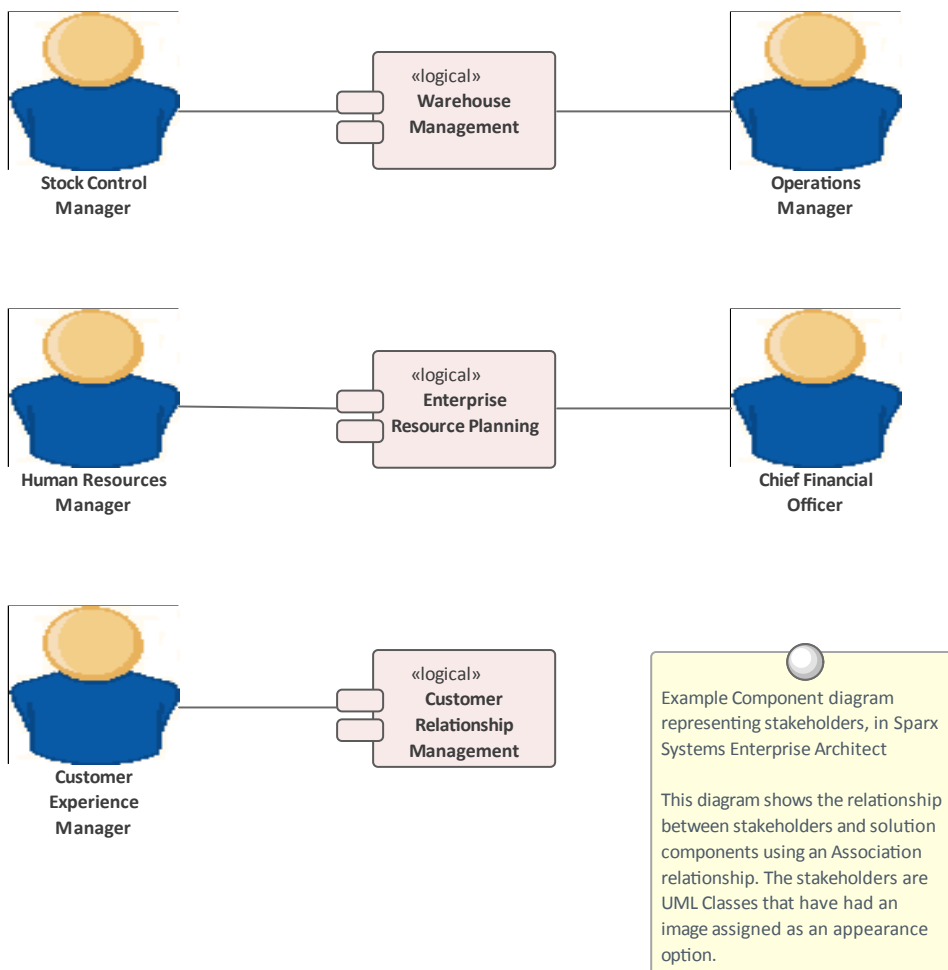 «logical»
Warehouse
Management
Stock Control
Manager
Operations
Manager
«logical»
Enterprise
Resource Planning
Human Resources
Manager
Chief Financial
Officer
«logical»
Customer
Relationship
Management
Customer
Experience
Manager
Example Component diagram
representing stakeholders, in Sparx
Systems Enterprise Architect
This diagram shows the relationship
between stakeholders and solution
components using an Association
relationship. The stakeholders are
UML Classes that have had an
image assigned as an appearance
option.